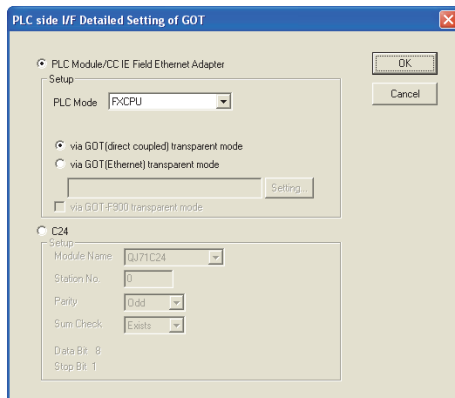 PLC side I/F Detailed Setting of GOT
PLC Module/CC IE Field Ethernet Adapter
OK
Setup
Cancel
PLC Mode FXCPU
via GOT(direct coupled) transparent mode
via GOT(Ethernet) transparent mode
Setting...
via GOT-F900 transparent mode
C24
Setup
Module Name QJ71C24
Station No. 0
Parity Odd
Sum Check Exists
Data Bit 8
Stop Bit 1